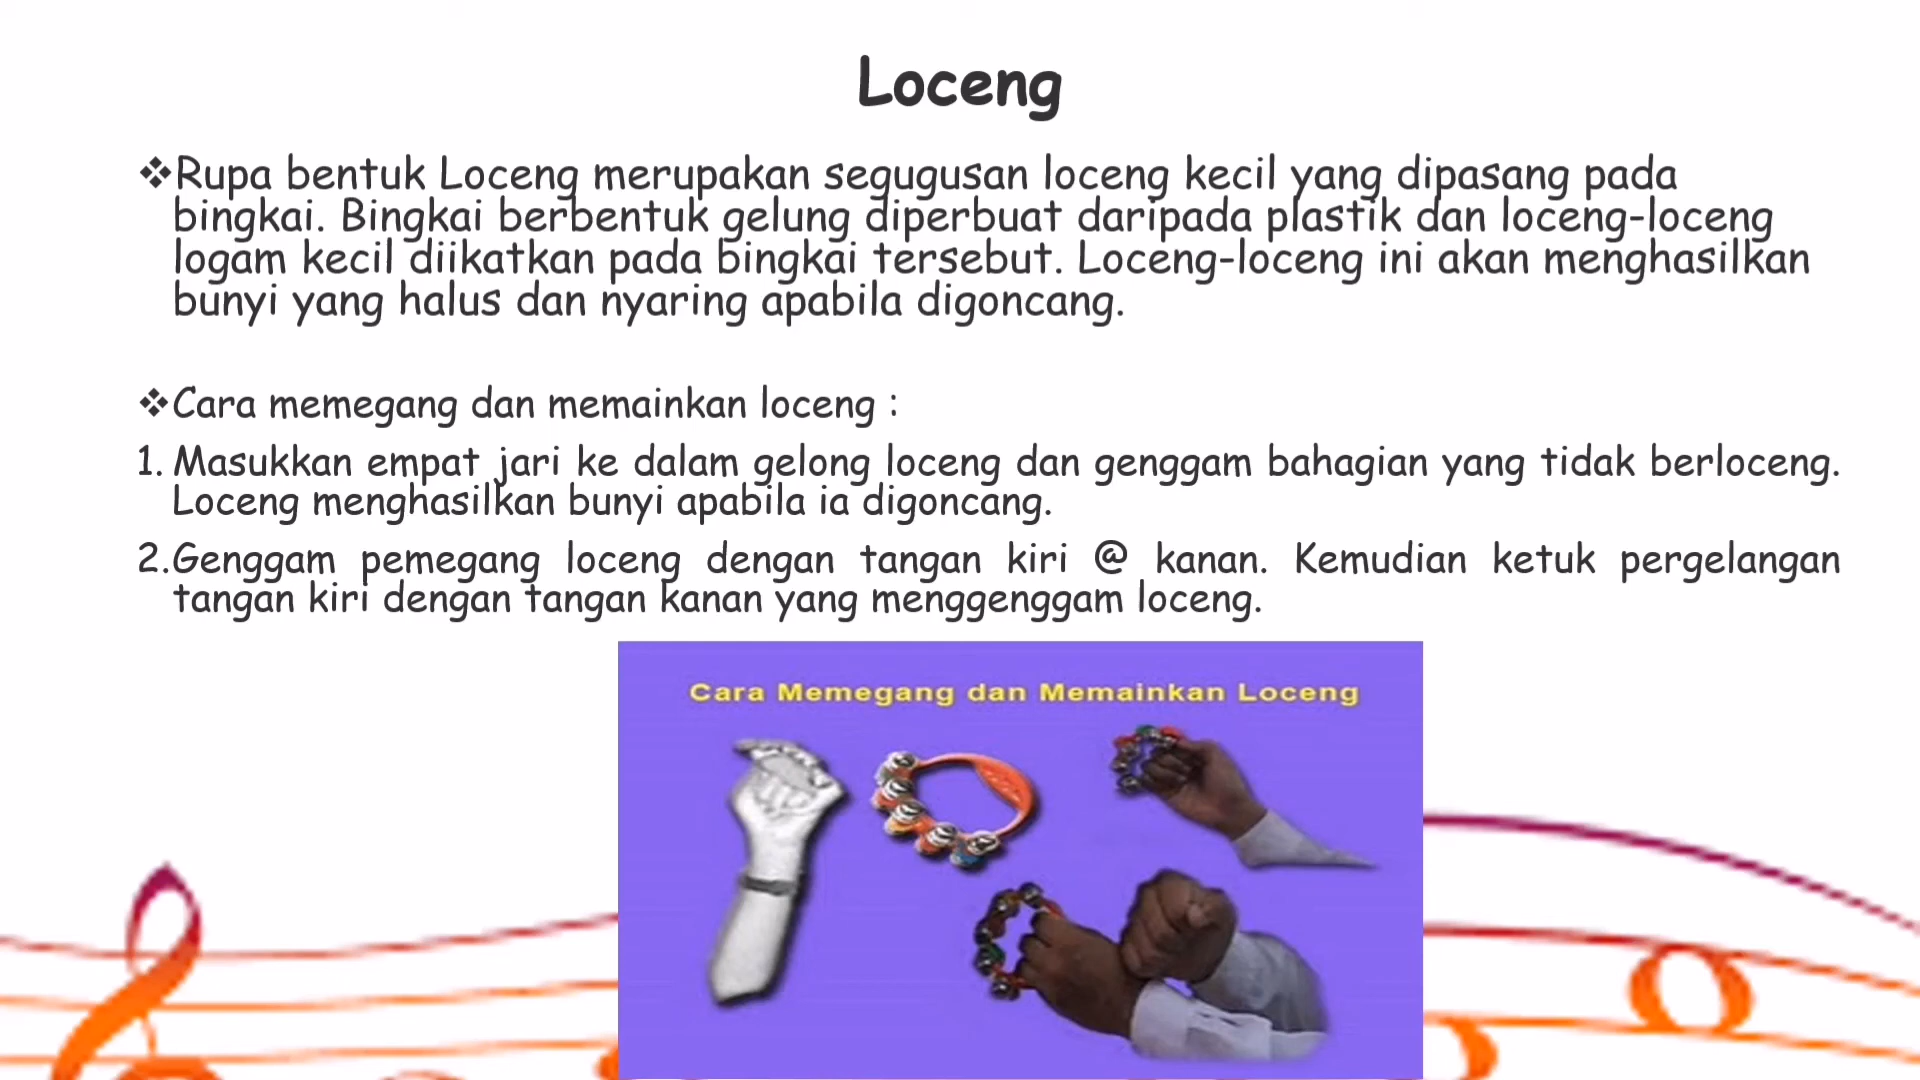 Loceng
❖Rupa bentuk Loceng merupakan segugusan loceng kecil yang dipasang pada
bingkai. Bingkai berbentuk gelung diperbuat daripada plastik dan loceng-loceng
logam kecil diikatkan pada bingkai tersebut. Loceng-loceng ini akan menghasilkan
bunyi yang halus dan nyaring apabila digoncang.
❖Cara memegang dan memainkan loceng :
1. Masukkan empat jari ke dalam gelong loceng dan genggam bahagian yang tidak berloceng.
Loceng menghasilkan bunyi apabila ia digoncang.
2.Genggam pemegang loceng dengan tangan kiri @ kanan. Kemudian ketuk pergelangan
tangan kiri dengan tangan kanan yang menggenggam loceng.
Cara Memegang dan Memainkan Loceng